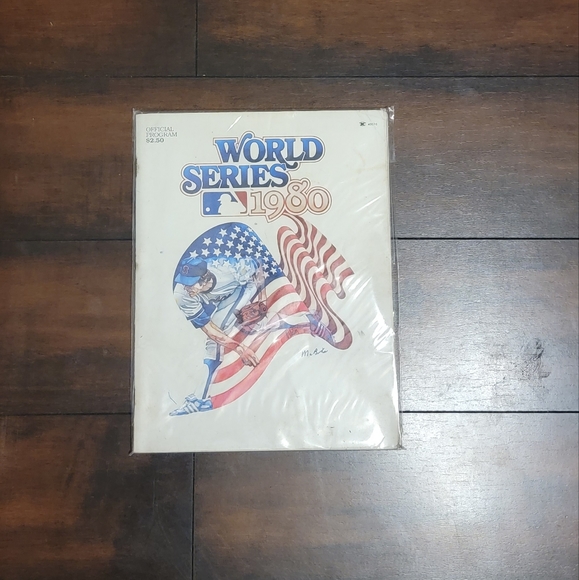 OFFICIAL
PROGRAM
$2.50
WORLD
SERIES
1980